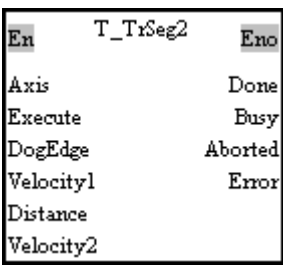 T_TrSeg2
En Eno
Axis Done
Execute Busy
DogEdge Aborted
Velocity1 Error
Distance
Velocity2